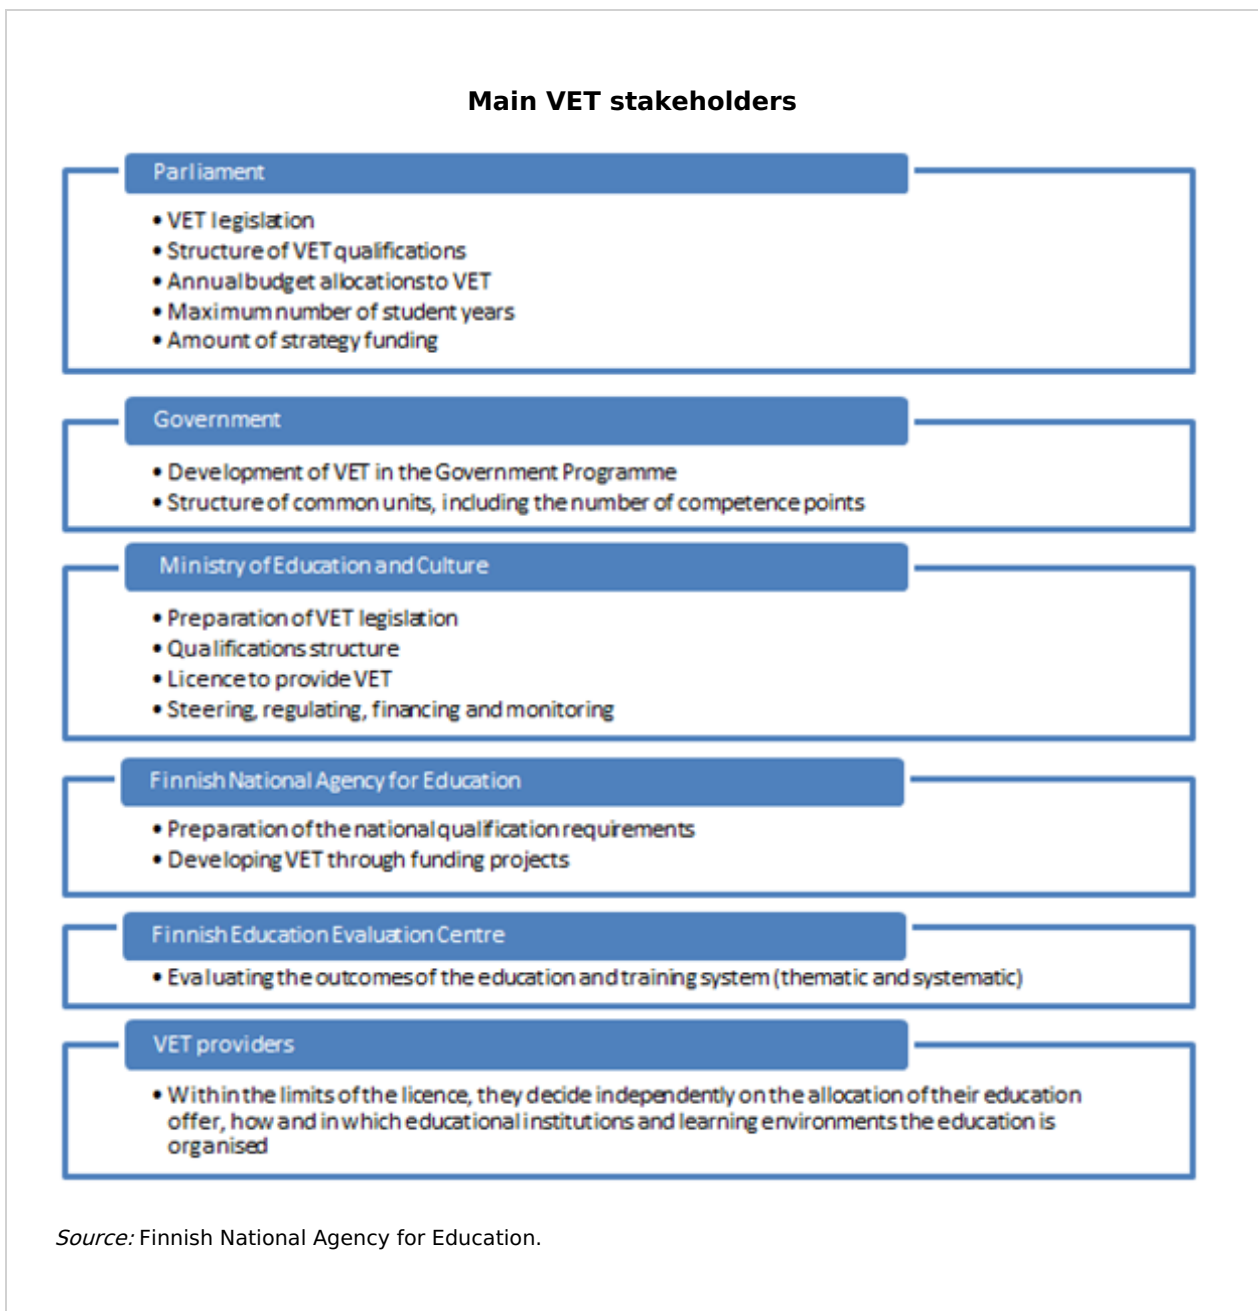 Main VET stakeholders
Parliament
• VET legislation
• Structure of VET qualifications
• Annual budget allocations to VET
• Maximum number of student years
• Amount of strategy funding
Government
• Development of VET in the Government Programme
• Structure of common units, including the number of competence points
Ministry of Education and Culture
• Preparation of VET legislation
• Qualifications structure
• Licence to provide VET
• Steering, regulating, financing and monitoring
Finnish National Agency for Education
• Preparation of the national qualification requirements
• Developing VET through funding projects
Finnish Education Evaluation Centre
• Evaluating the outcomes of the education and training system (thematic and systematic)
VET providers
• Within the limits of the licence, they decide independently on the allocation of their education
offer, how and in which educational institutions and learning environments the education is
organised
Source: Finnish National Agency for Education.